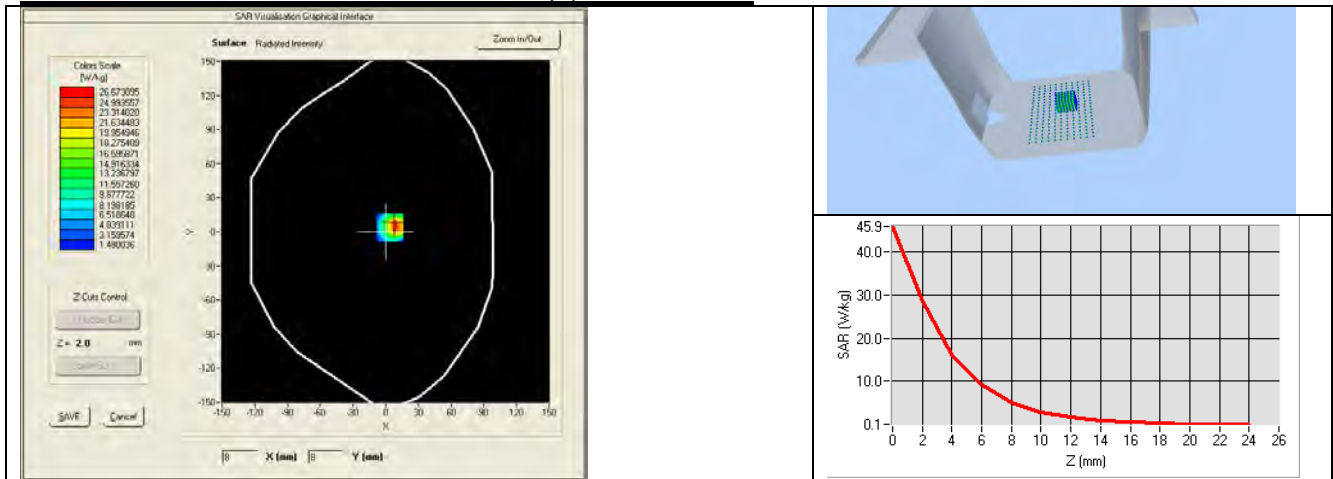 SAR Visualisation Graphical Interface
Surface Radiated Intensity
Zoom In/Out
Colors Scale
(W/kg)
26.673095
24.993557
23.314020
21.634483
19.954946
18.275409
16.595871
14.916334
13.236797
11.557260
9.877722
8.198185
6.518648
4.839111
3.159574
1.480036
150
120
90
60
30
0
-30
-60
-90
-120
-150
-150 -120 -90 -60 -30 0 30 60 90 120 150
Y
X
Z Cuts Control
Z = 2.0 mm
SAVE Cancel
8 X (mm) 8 Y (mm)
45.9
40.0
30.0
20.0
10.0
0.1
SAR (W/kg)
0 2 4 6 8 10 12 14 16 18 20 22 24 26
Z (mm)